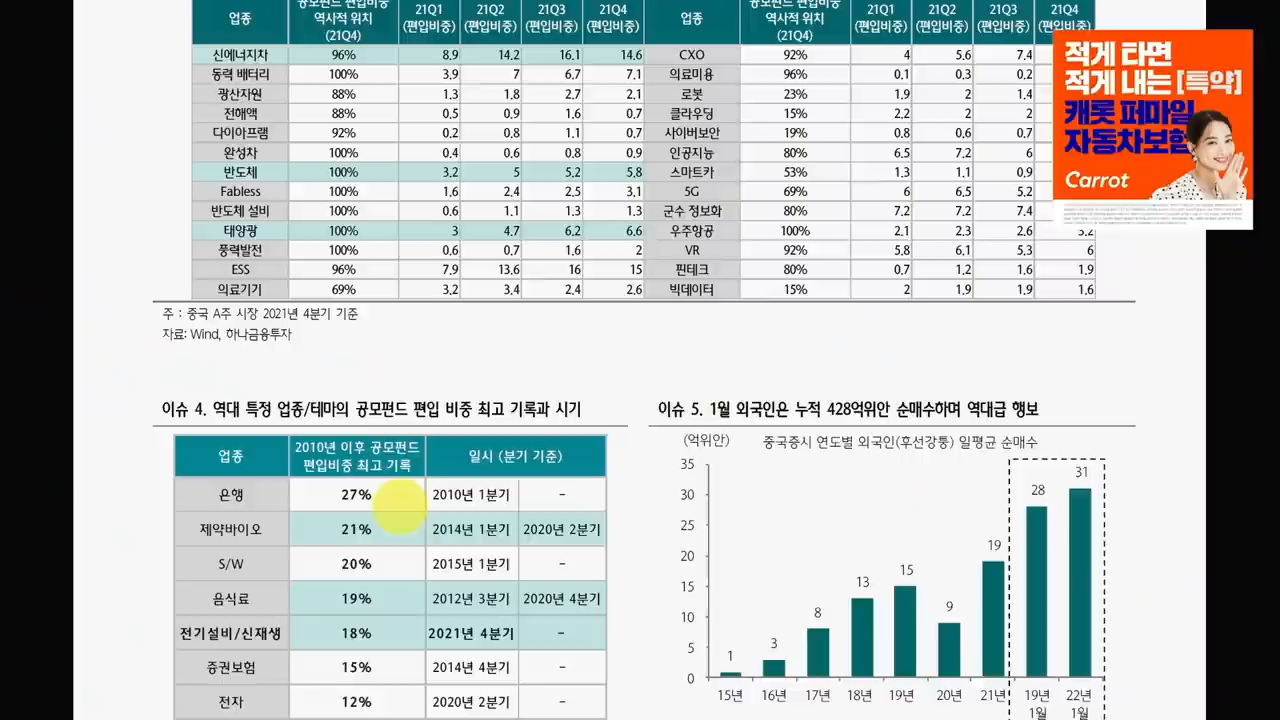 업종 공모펀드 편입비중 역사적 위치 (21Q4) 21Q1 (편입비중) 21Q2 (편입비중) 21Q3 (편입비중) 21Q4 (편입비중) 업종 공모펀드 편입비중 역사적 위치 (21Q4) 21Q1 (편입비중) 21Q2 (편입비중) 21Q3 (편입비중) 21Q4
신에너지차 96% 8.9 14.2 16.1 14.6 CXO 92% 4 5.6 7.4
동력 배터리 100% 3.9 7 6.7 7.1 의료미용 96% 0.1 0.3 0.2
광산자원 88% 1.3 1.8 2.7 2.1 로봇 23% 1.9 2 1.4
전해액 88% 0.5 0.9 1.6 0.7 클라우딩 15% 2.2 2 2
다이아프램 92% 0.2 0.8 1.1 0.7 사이버보안 19% 0.8 0.6 0.7
완성차 100% 0.4 1 0.8 0.9 인공지능 80% 6.5 7.2 6
반도체 100% 3.2 5 5.2 5.8 스마트카 53% 1.3 1.1 0.9
Fabless 100% 1.6 2.4 2.5 3.1 5G 69% 6 6.5 5.2
반도체 설비 100% 0.6 1.1 1.3 1.3 군수 정보화 80% 7.2 7.2 7.4
태양광 100% 3 4 6.2 6.6 우주항공 100% 2.1 2.3 2.6 3.2
풍력발전 100% 0.6 0.7 1.6 2 VR 92% 5.8 6.1 5.3 6
ESS 96% 7.9 13.6 16 15 핀테크 80% 0.7 1.2 1.6 1.9
의료기기 69% 3.2 3.4 2.4 2.6 빅데이터 15% 2 1.9 1.9 1.6
적게 타면
적게 내는 [특약]
캐롯 퍼마일
자동차보험
Carrot
주 : 중국 A주 시장 2021년 4분기 기준
자료: Wind, 하나금융투자
이슈 4. 역대 특정 업종/테마의 공모펀드 편입 비중 최고 기록과 시기
업종 2010년 이후 공모펀드 편입비중 최고 기록 일시 (분기 기준)
은행 27% 2010년 1분기 -
제약바이오 21% 2014년 1분기 2020년 2분기
S/W 20% 2015년 1분기 -
음식료 19% 2012년 3분기 2020년 4분기
전기설비/신재생 18% 2021년 4분기 -
증권보험 15% 2014년 4분기 -
전자 12% 2020년 2분기 -
이슈 5. 1월 외국인은 누적 428억위안 순매수하며 역대급 행보
(억위안) 중국증시 연도별 외국인(후선강통) 일평균 순매수
35
30
25
20
15
10
5
0
1 3 8 13 15 9 19 28 31
15년 16년 17년 18년 19년 20년 21년 19년 1월 22년 1월